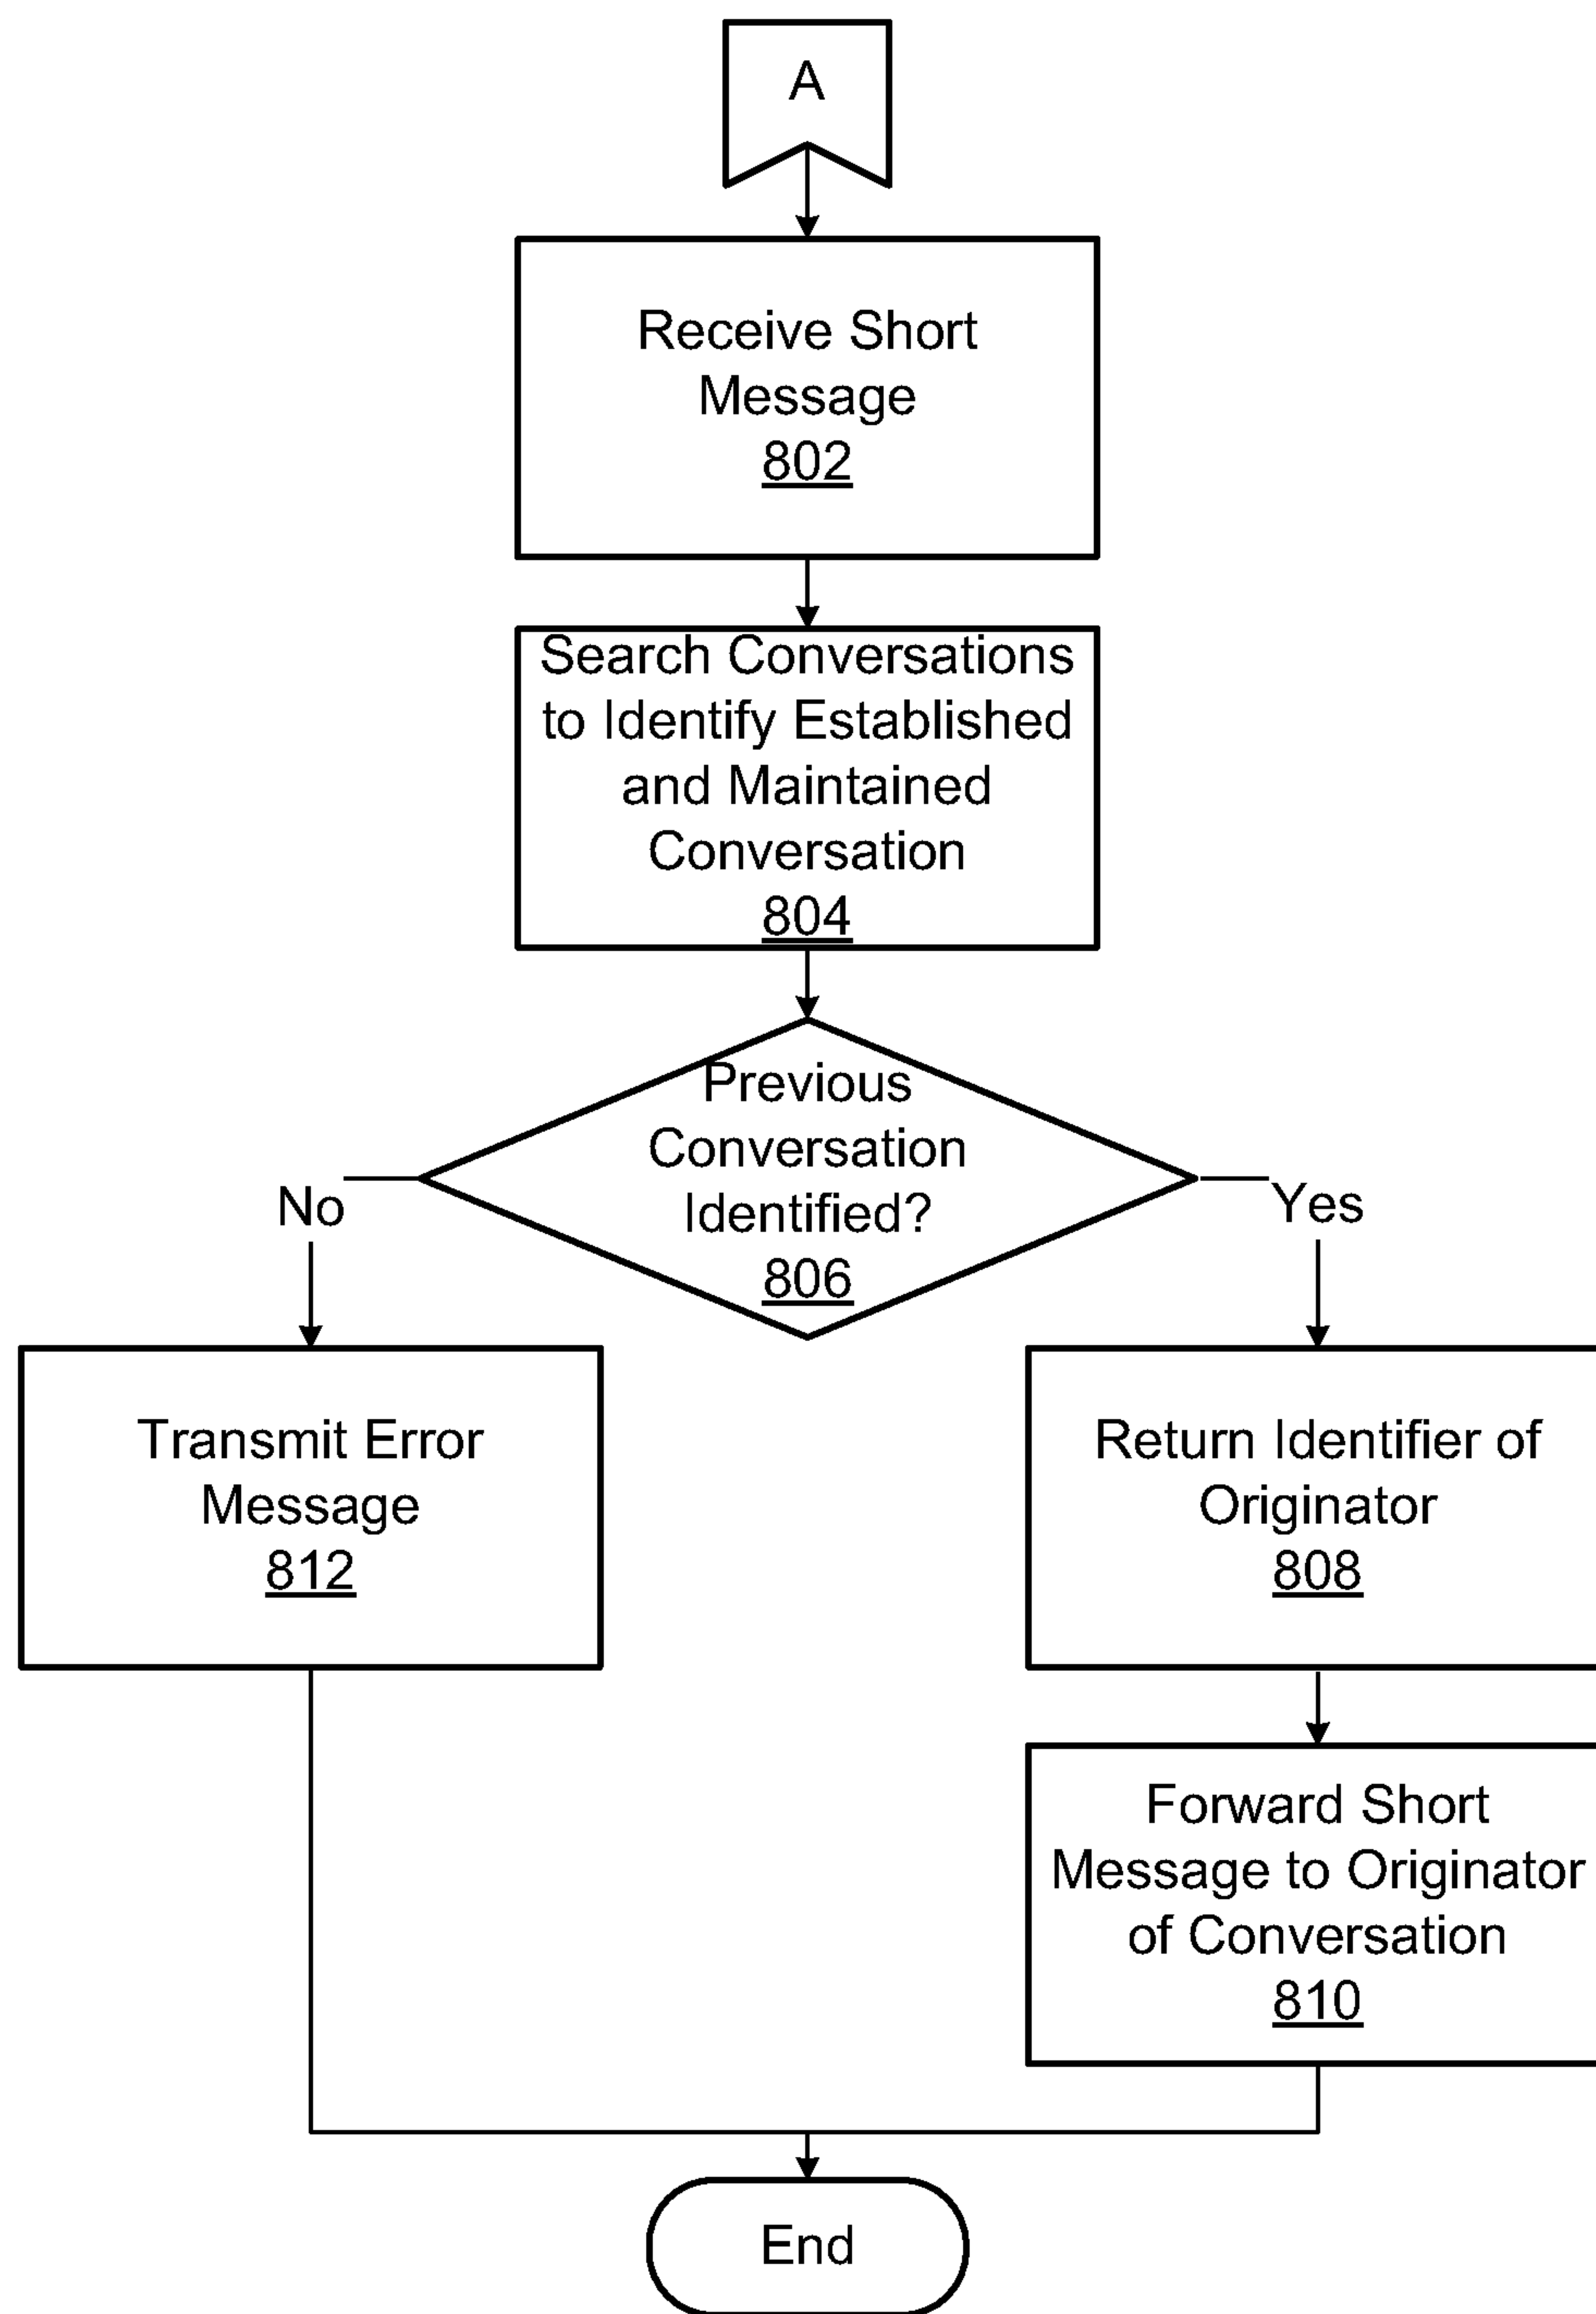 A
Receive Short
Message
802
Search Conversations
to Identify Established
and Maintained
Conversation
804
Previous
Conversation
Identified?
806
No
Yes
Transmit Error
Message
812
Return Identifier of
Originator
808
Forward Short
Message to Originator
of Conversation
810
End